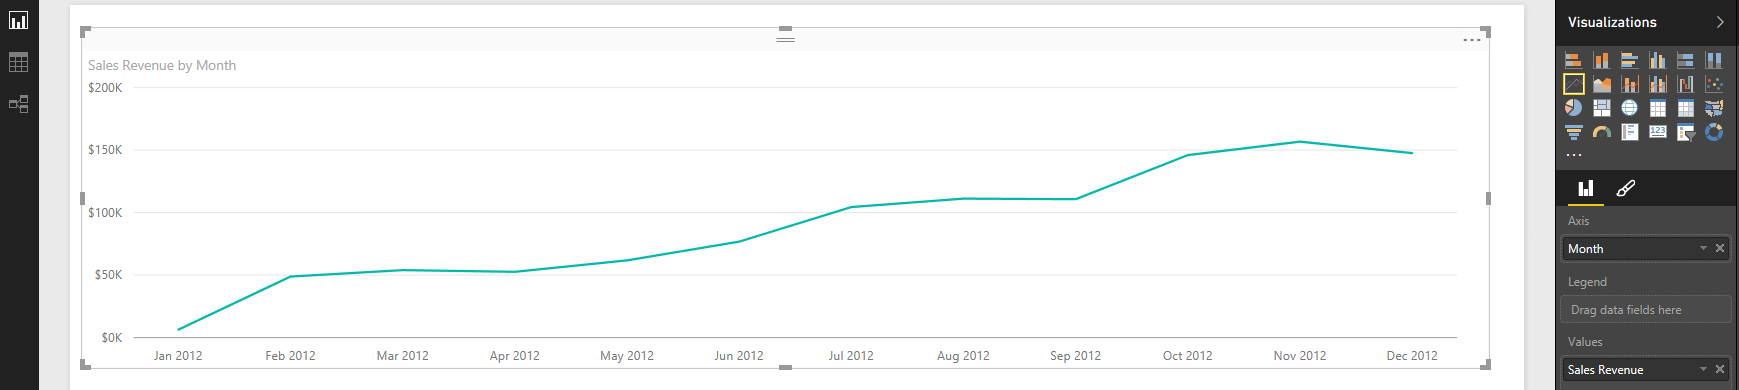 Visualizations
Sales Revenue by Month
$200K
$150K
$100K
$50K
$0K
Jan 2012 Feb 2012 Mar 2012 Apr 2012 May 2012 Jun 2012 Jul 2012 Aug 2012 Sep 2012 Oct 2012 Nov 2012 Dec 2012
123
Axis
Month
Legend
Drag data fields here
Values
Sales Revenue